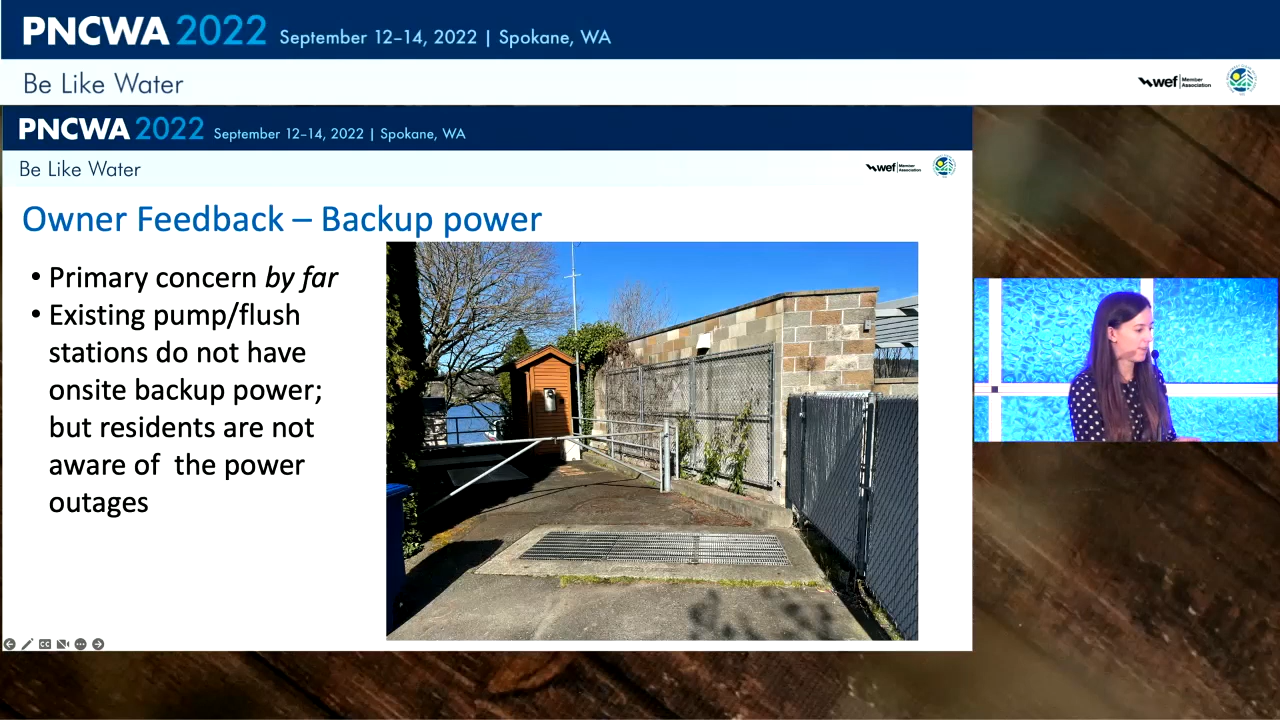 PNCWA 2022 September 12–14, 2022 | Spokane, WA
Be Like Water
wef Member Association
PNCWA 2022 September 12–14, 2022 | Spokane, WA
Be Like Water
wef Member Association
Owner Feedback – Backup power
• Primary concern by far
• Existing pump/flush
stations do not have
onsite backup power;
but residents are not
aware of the power
outages